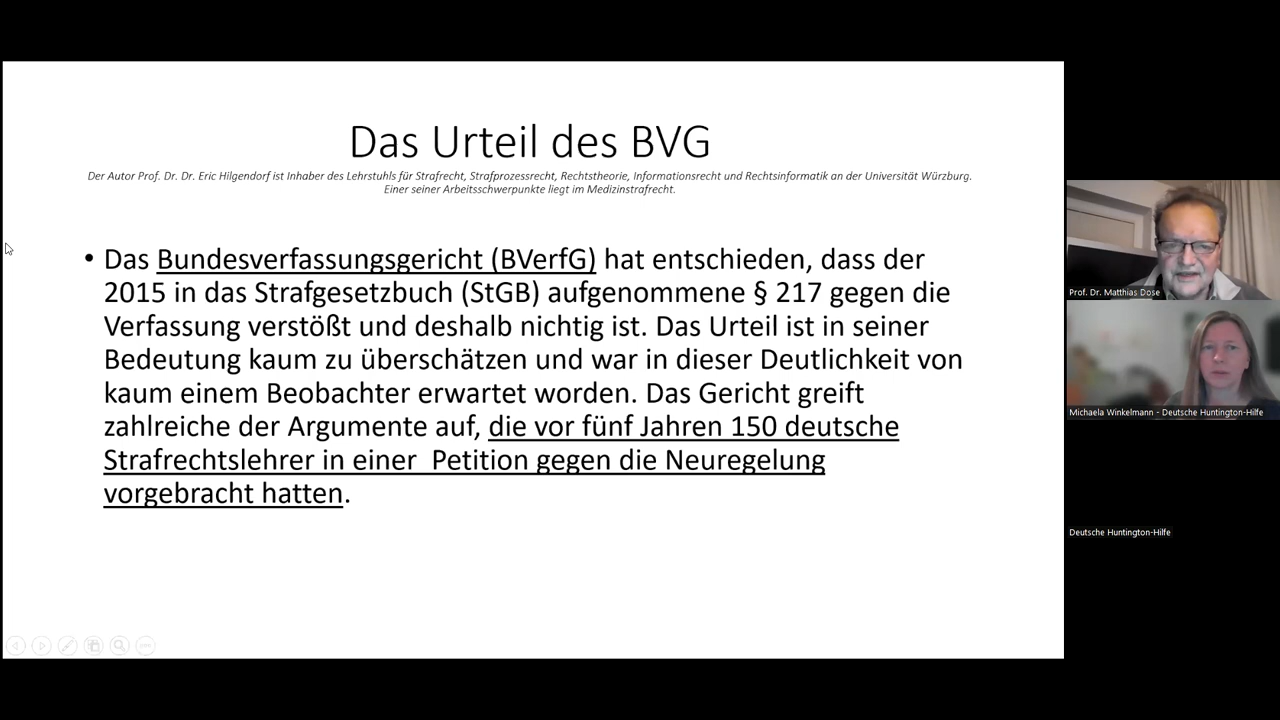 Das Urteil des BVG
Der Autor Prof. Dr. Dr. Eric Hilgendorf ist Inhaber des Lehrstuhls für Strafrecht, Strafprozessrecht, Rechtstheorie, Informationsrecht und Rechtsinformatik an der Universität Würzburg.
Einer seiner Arbeitsschwerpunkte liegt im Medizinstrafrecht.
• Das Bundesverfassungsgericht (BVerfG) hat entschieden, dass der
2015 in das Strafgesetzbuch (StGB) aufgenommene § 217 gegen die
Verfassung verstößt und deshalb nichtig ist. Das Urteil ist in seiner
Bedeutung kaum zu überschätzen und war in dieser Deutlichkeit von
kaum einem Beobachter erwartet worden. Das Gericht greift
zahlreiche der Argumente auf, die vor fünf Jahren 150 deutsche
Strafrechtslehrer in einer  Petition gegen die Neuregelung
vorgebracht hatten.
Prof. Dr. Matthias Dose
Michaela Winkelmann - Deutsche Huntington-Hilfe
Deutsche Huntington-Hilfe